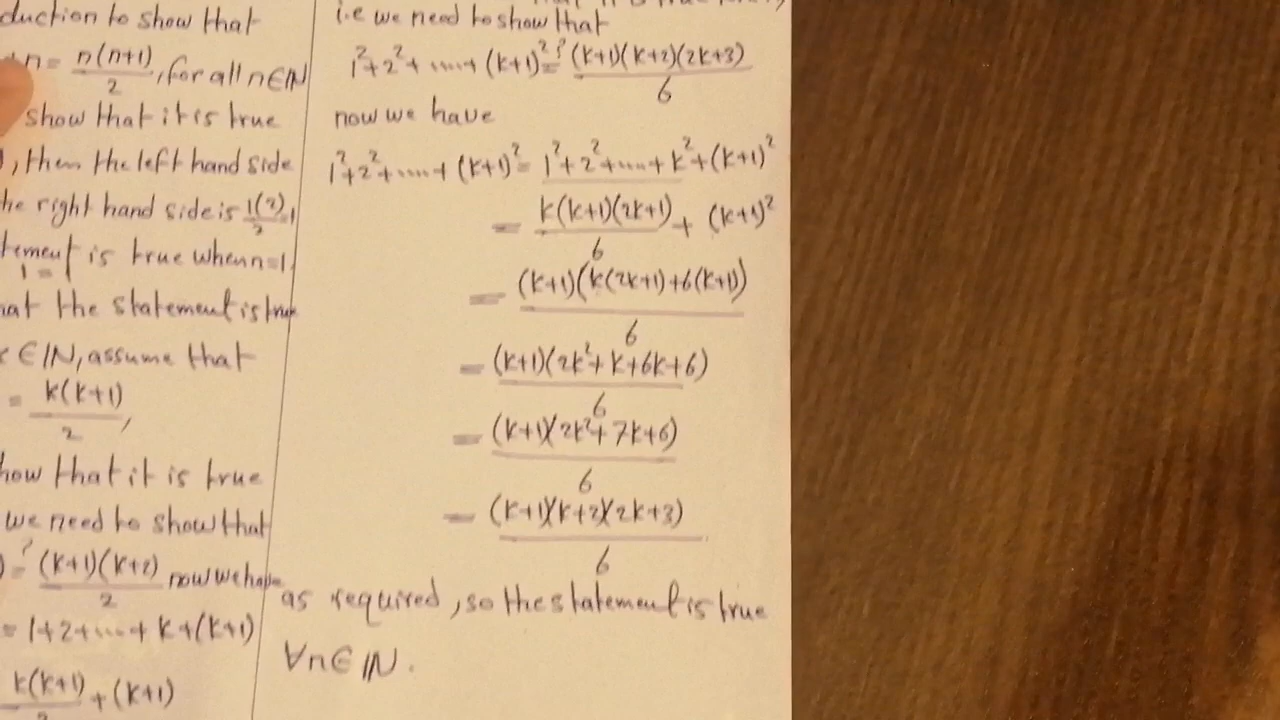 duction to show that
n = n(n+1)/2, for all n∈ℕ
show that it is true
, then the left hand side
he right hand side is 1(2)/2=1
tement is true when n=1
1 = 1
hat the statement is true
k ∈ ℕ, assume that
= k(k+1)/2,
how that it is true
we need to show that
) =? (k+1)(k+2)/2 now we have
= 1+2+.....+ k+(k+1)
k(k+1)/2 + (k+1)
i.e we need to show that
1²+2²+.....+ (k+1)² =? (k+1)(k+2)(2k+3)/6
now we have
1²+2²+.....+ (k+1)² = 1²+2²+.....+ k²+(k+1)²
= k(k+1)(2k+1)/6 + (k+1)²
= (k+1)(k(2k+1)+6(k+1))/6
= (k+1)(2k²+k+6k+6)/6
= (k+1)(2k²+7k+6)/6
= (k+1)(k+2)(2k+3)/6
as required, so the statement is true
∀n∈ℕ.